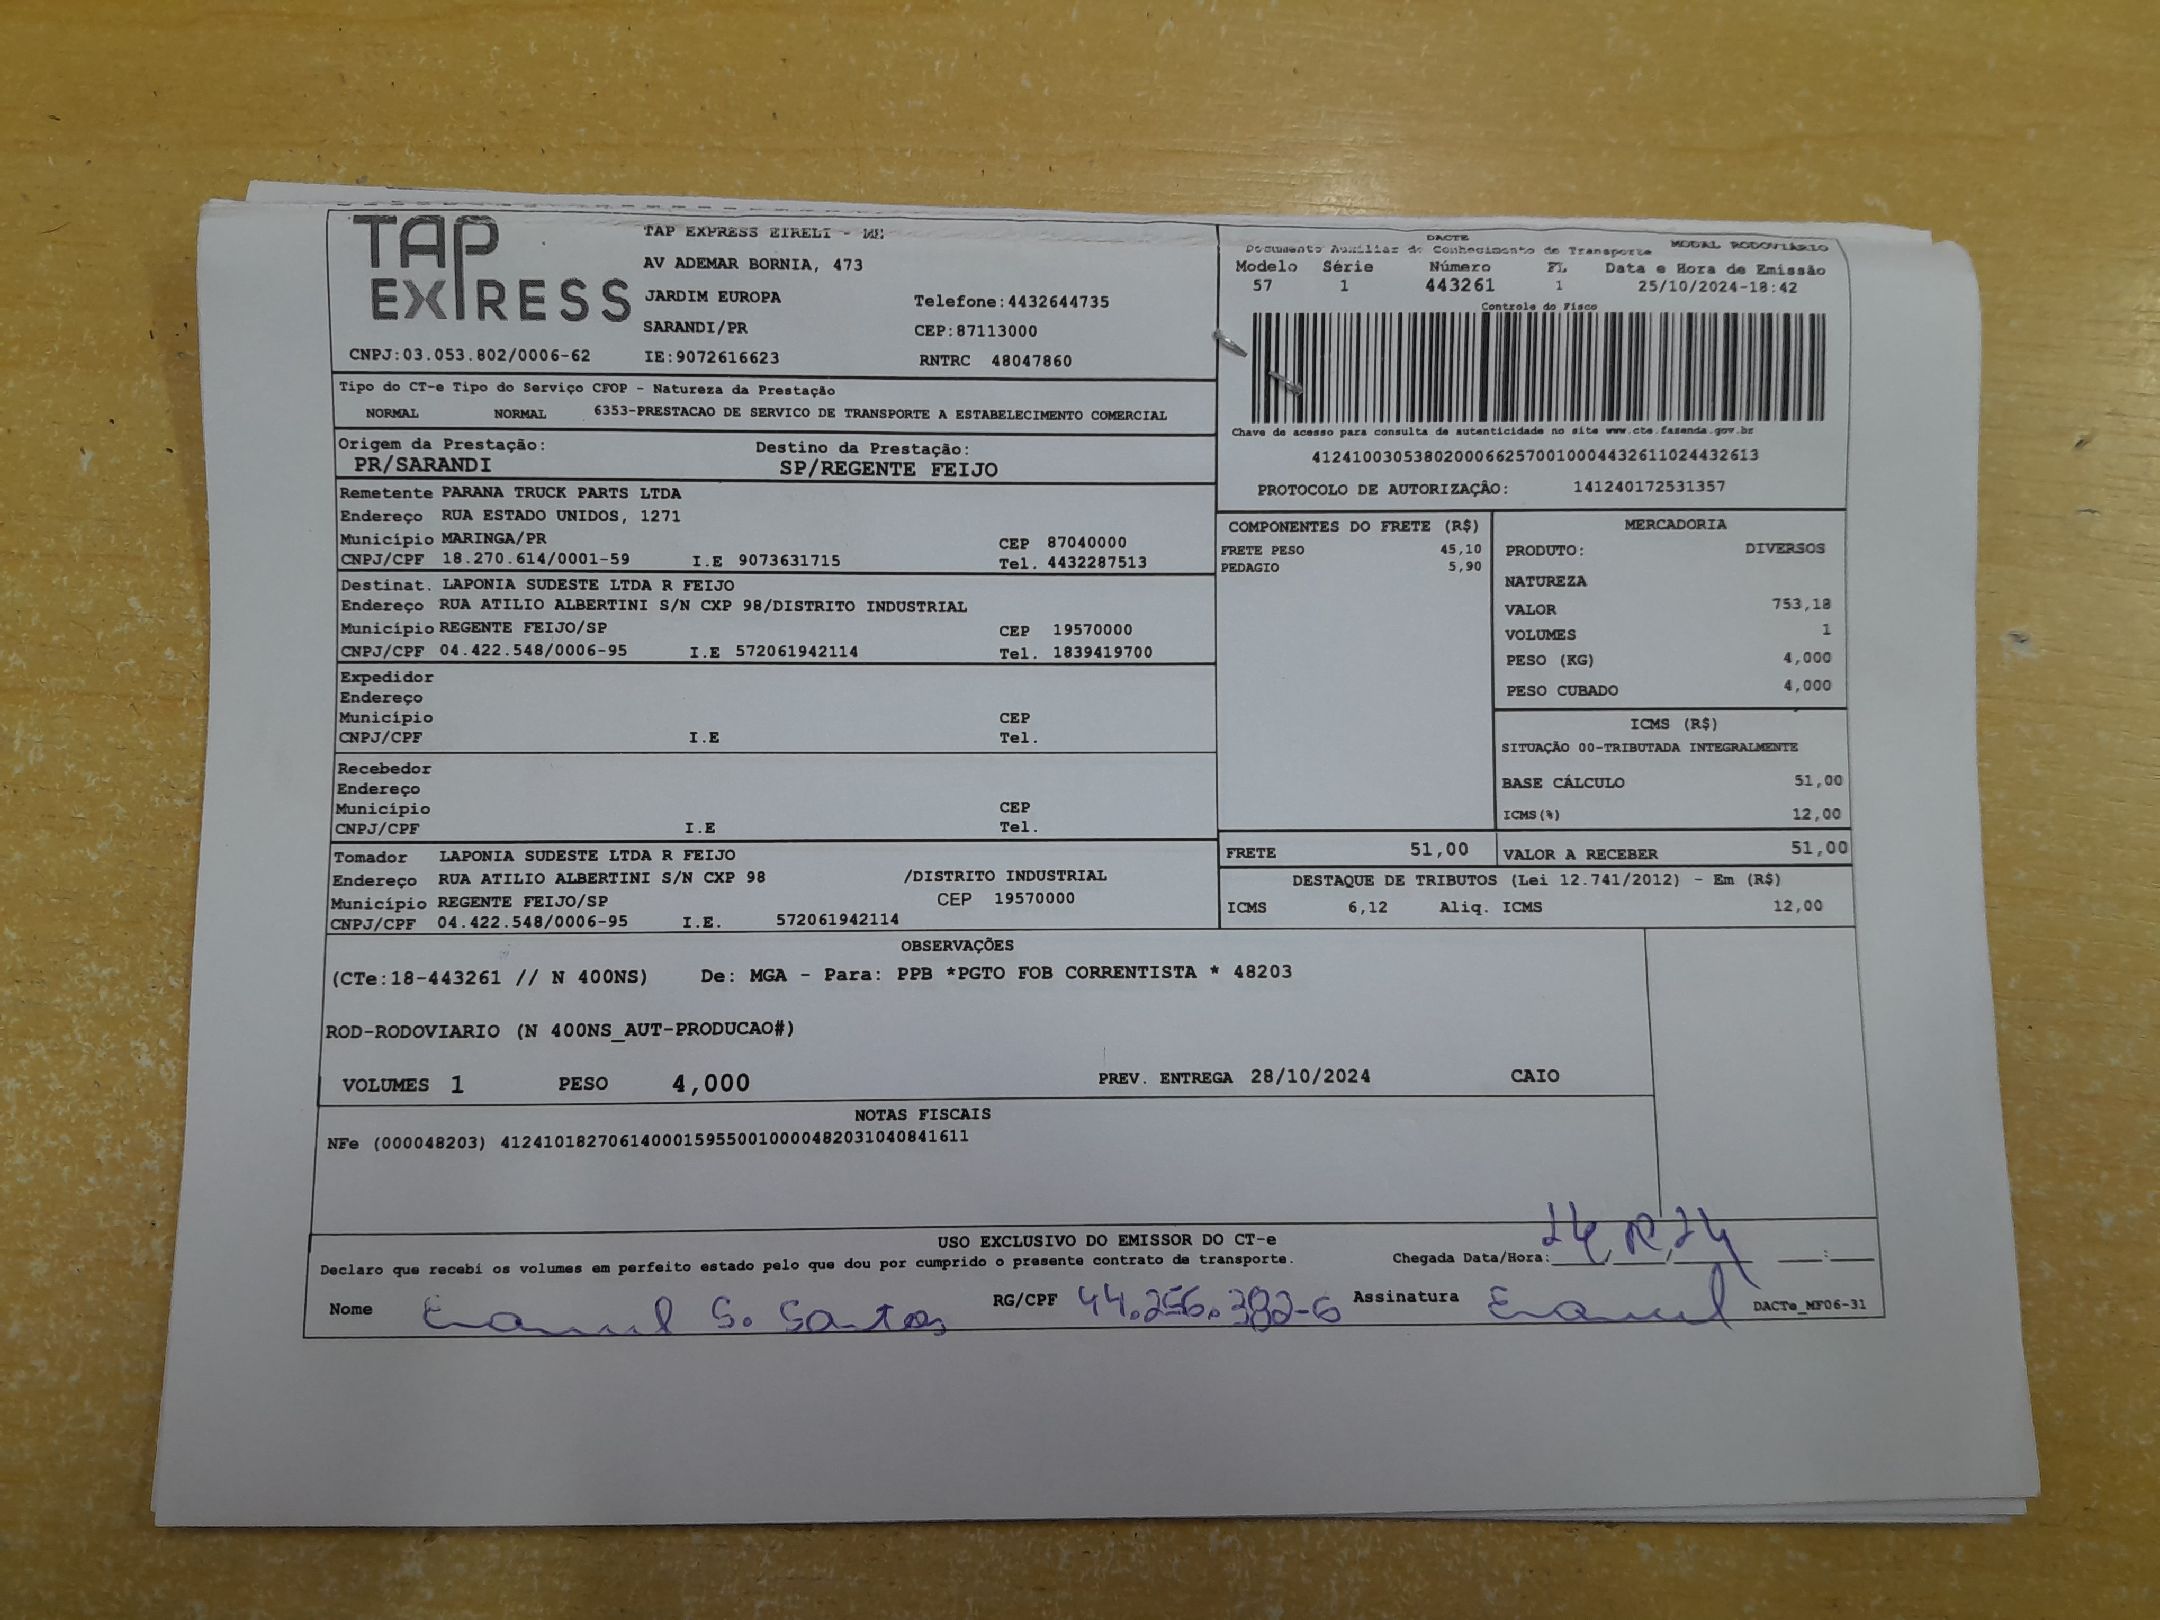 TAP EXPRESS
TAP EXPRESS EIRELI - ME
AV ADEMAR BORNIA, 473
JARDIM EUROPA Telefone:4432644735
SARANDI/PR CEP:87113000
CNPJ:03.053.802/0006-62 IE:9072616623 RNTRC 48047860
DACTE
Documento Auxiliar do Conhecimento de Transporte MODAL RODOVIÁRIO
Modelo Série Número FL Data e Hora de Emissão
57 1 443261 1 25/10/2024-18:42
Controle do Fisco
Chave de acesso para consulta de autenticidade no site www.cte.fazenda.gov.br
41241003053802000662570010004432611024432613
PROTOCOLO DE AUTORIZAÇÃO: 141240172531357
Tipo do CT-e Tipo do Serviço CFOP - Natureza da Prestação
NORMAL NORMAL 6353-PRESTACAO DE SERVICO DE TRANSPORTE A ESTABELECIMENTO COMERCIAL
Origem da Prestação: Destino da Prestação:
PR/SARANDI SP/REGENTE FEIJO
Remetente PARANA TRUCK PARTS LTDA
Endereço RUA ESTADO UNIDOS, 1271
Município MARINGA/PR CEP 87040000
CNPJ/CPF 18.270.614/0001-59 I.E 9073631715 Tel. 4432287513
Destinat. LAPONIA SUDESTE LTDA R FEIJO
Endereço RUA ATILIO ALBERTINI S/N CXP 98/DISTRITO INDUSTRIAL
Município REGENTE FEIJO/SP CEP 19570000
CNPJ/CPF 04.422.548/0006-95 I.E 572061942114 Tel. 1839419700
Expedidor
Endereço
Município CEP
CNPJ/CPF I.E Tel.
Recebedor
Endereço
Município CEP
CNPJ/CPF I.E Tel.
Tomador LAPONIA SUDESTE LTDA R FEIJO
Endereço RUA ATILIO ALBERTINI S/N CXP 98 /DISTRITO INDUSTRIAL
Município REGENTE FEIJO/SP CEP 19570000
CNPJ/CPF 04.422.548/0006-95 I.E. 572061942114
COMPONENTES DO FRETE (R$)
FRETE PESO 45,10
PEDAGIO 5,90
MERCADORIA
PRODUTO: DIVERSOS
NATUREZA
VALOR 753,18
VOLUMES 1
PESO (KG) 4,000
PESO CUBADO 4,000
ICMS (R$)
SITUAÇÃO 00-TRIBUTADA INTEGRALMENTE
BASE CÁLCULO 51,00
ICMS(%) 12,00
FRETE 51,00 VALOR A RECEBER 51,00
DESTAQUE DE TRIBUTOS (Lei 12.741/2012) - Em (R$)
ICMS 6,12 Aliq. ICMS 12,00
OBSERVAÇÕES
(CTe:18-443261 // N 400NS) De: MGA - Para: PPB *PGTO FOB CORRENTISTA * 48203
ROD-RODOVIARIO (N 400NS_AUT-PRODUCAO#)
VOLUMES 1 PESO 4,000 PREV. ENTREGA 28/10/2024 CAIO
NOTAS FISCAIS
NFe (000048203) 41241018270614000159550010000482031040841611
USO EXCLUSIVO DO EMISSOR DO CT-e
Declaro que recebi os volumes em perfeito estado pelo que dou por cumprido o presente contrato de transporte. Chegada Data/Hora:
Nome Emanuel S. Santos RG/CPF 44.256.382-6 Assinatura Emanuel DACTe_MF06-31